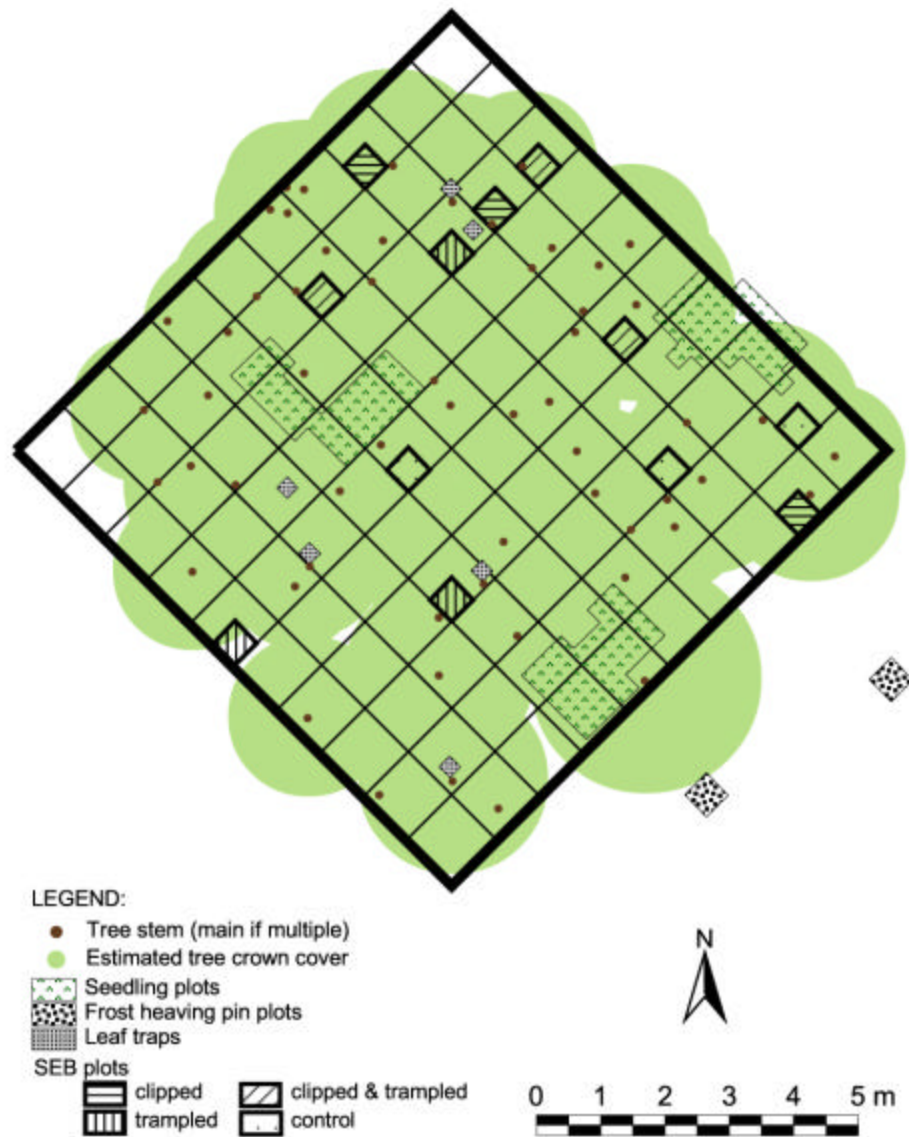 LEGEND:
Tree stem (main if multiple)
Estimated tree crown cover
Seedling plots
Frost heaving pin plots
Leaf traps
SEB plots
clipped clipped & trampled
trampled control
N
0 1 2 3 4 5 m